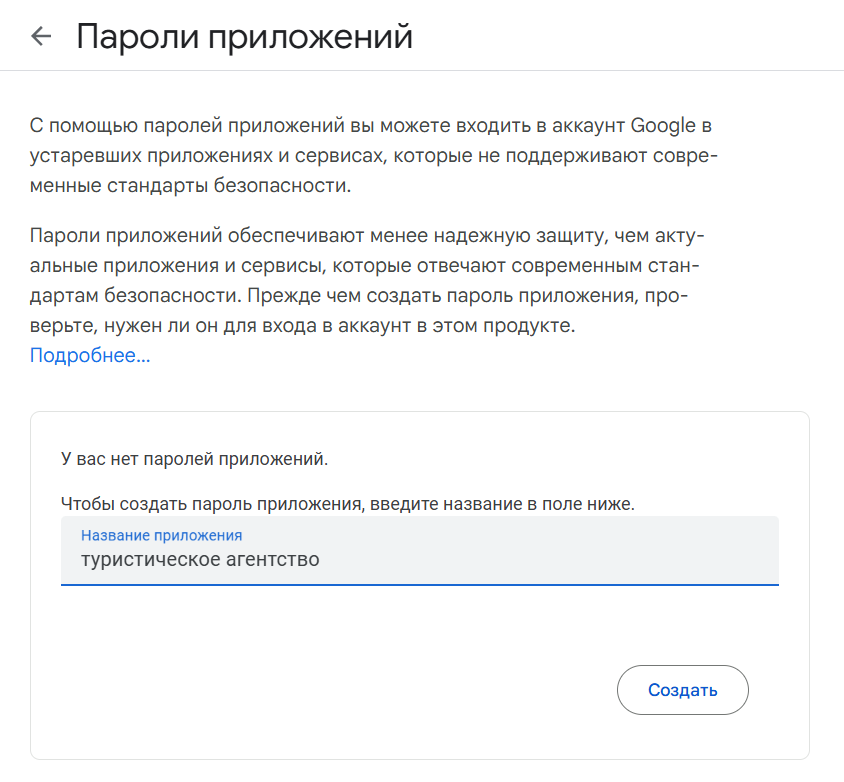 Пароли приложений
С помощью паролей приложений вы можете входить в аккаунт Google в
устаревших приложениях и сервисах, которые не поддерживают совре-
менные стандарты безопасности.
Пароли приложений обеспечивают менее надежную защиту, чем акту-
альные приложения и сервисы, которые отвечают современным стан-
дартам безопасности. Прежде чем создать пароль приложения, про-
верьте, нужен ли он для входа в аккаунт в этом продукте.
Подробнее...
У вас нет паролей приложений.
Чтобы создать пароль приложения, введите название в поле ниже.
Название приложения
туристическое агентство
Создать